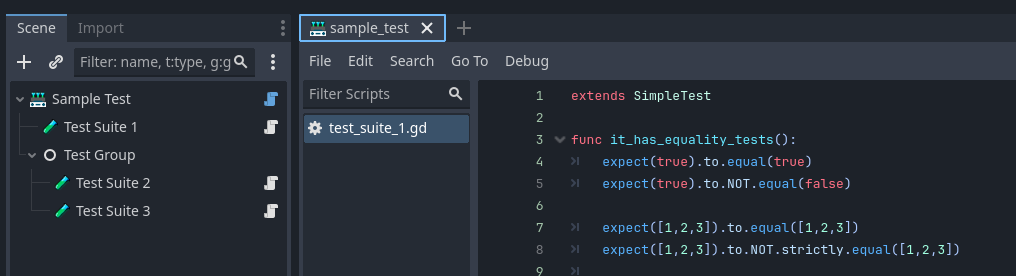 Scene Import
Filter: name, t:type, g:g
Sample Test
Test Suite 1
Test Group
Test Suite 2
Test Suite 3
sample_test
File Edit Search Go To Debug
Filter Scripts
test_suite_1.gd
1 extends SimpleTest
2
3 func it_has_equality_tests():
4 expect(true).to.equal(true)
5 expect(true).to.NOT.equal(false)
6
7 expect([1,2,3]).to.equal([1,2,3])
8 expect([1,2,3]).to.NOT.strictly.equal([1,2,3])
9